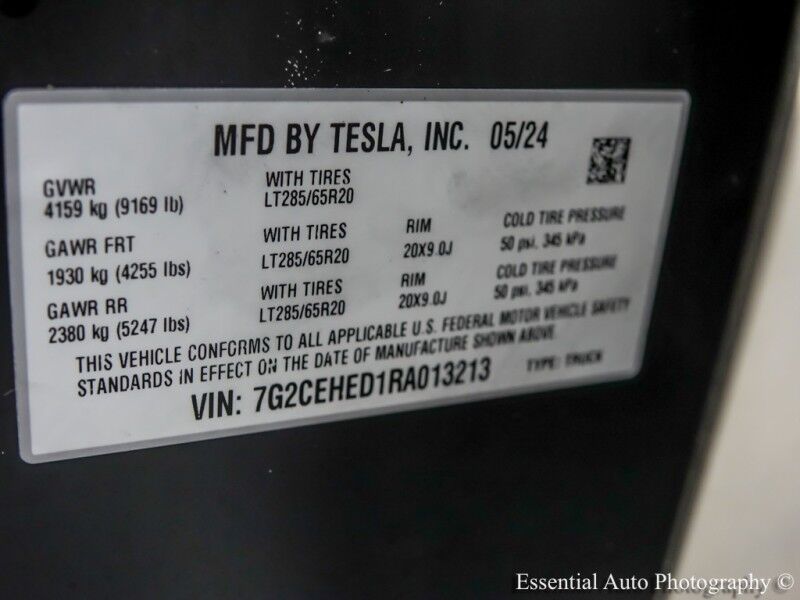 MFD BY TESLA, INC. 05/24
GVWR WITH TIRES
4159 kg (9169 lb) LT285/65R20
GAWR FRT WITH TIRES RIM COLD TIRE PRESSURE
1930 kg (4255 lbs) LT285/65R20 20X9.0J 50 psi, 345 kPa
GAWR RR WITH TIRES RIM COLD TIRE PRESSURE
2380 kg (5247 lbs) LT285/65R20 20X9.0J 50 psi, 345 kPa
THIS VEHICLE CONFORMS TO ALL APPLICABLE U.S. FEDERAL MOTOR VEHICLE SAFETY
STANDARDS IN EFFECT ON THE DATE OF MANUFACTURE SHOWN ABOVE
VIN: 7G2CEHED1RA013213 TYPE: TRUCK
Essential Auto Photography ©